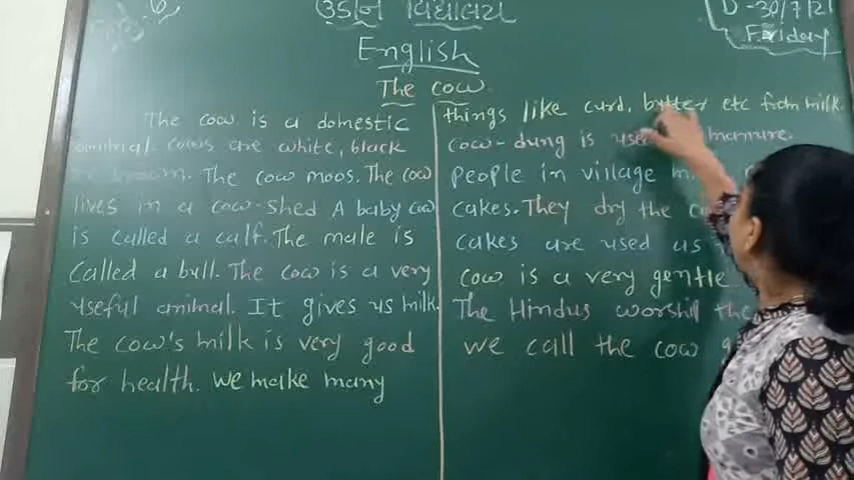 ઉડાન વિદ્યાલય
D - 30/7/21
Friday
English
The cow
The cow is a domestic
animal. cows are white, black
or brown. The cow moos. The cow
lives in a cow-shed A baby cow
is called a calf. The male is
called a bull. The cow is a very
useful animal. It gives us milk.
The cow's milk is very good
for health. We make many
things like curd, butter etc from milk.
cow-dung is used manure.
people in village
cakes. They dry the
cakes are used as
cow is a very gentle
The Hindus worship the
we call the cow